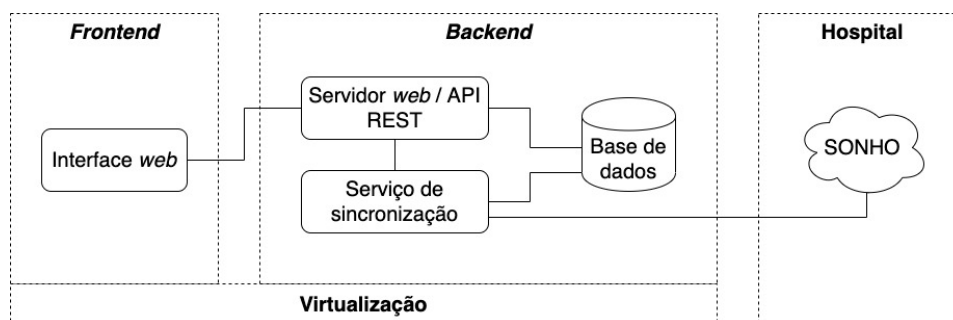 Frontend
Backend
Hospital
Servidor web / API
REST
Interface web
Base de
dados
SONHO
Serviço de
sincronização
Virtualização